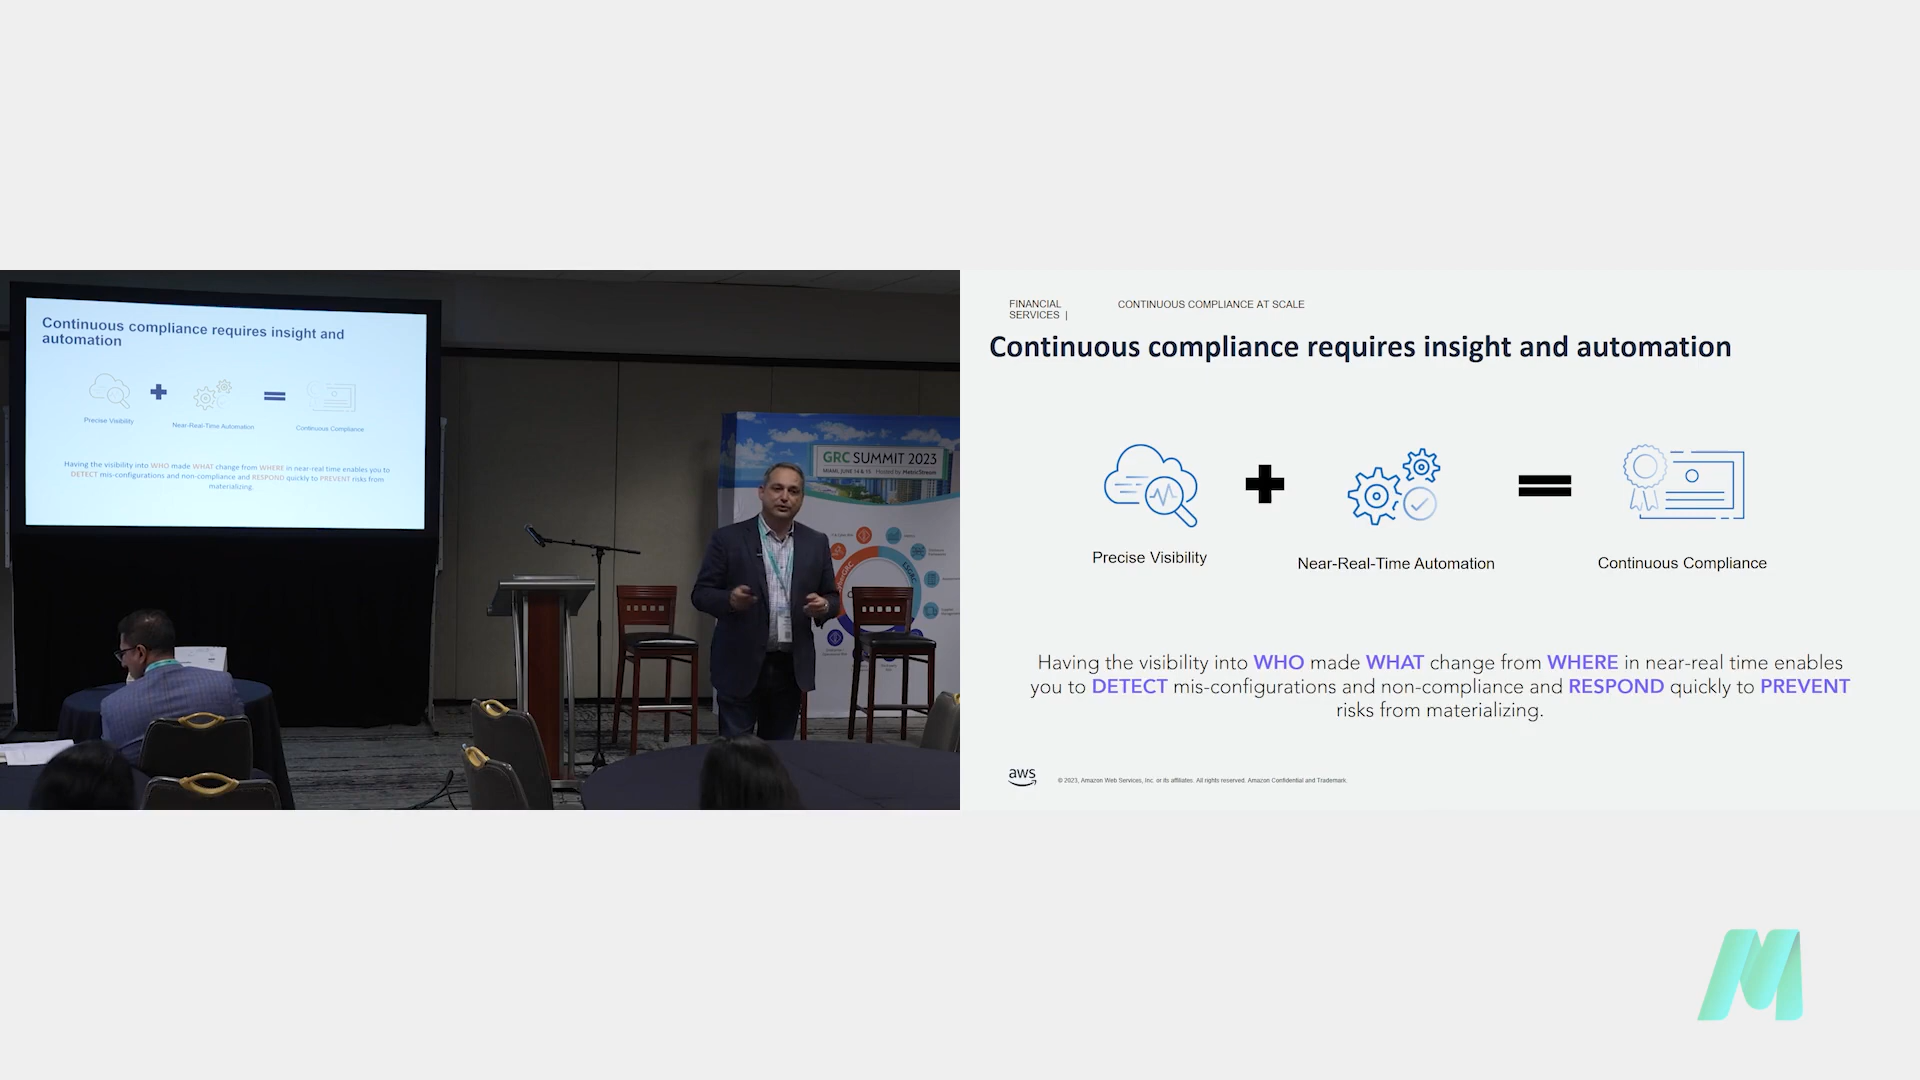 Continuous compliance requires insight and
automation
Precise Visibility
Near-Real-Time Automation
Continuous Compliance
Having the visibility into WHO made WHAT change from WHERE in near-real time enables you to
DETECT mis-configurations and non-compliance and RESPOND quickly to PREVENT risks from
materializing.
GRC SUMMIT 2023
MIAMI, JUNE 14 & 15 Hosted by MetricStream
ESGRC
FINANCIAL
SERVICES |
CONTINUOUS COMPLIANCE AT SCALE
Continuous compliance requires insight and automation
Precise Visibility
Near-Real-Time Automation
Continuous Compliance
Having the visibility into WHO made WHAT change from WHERE in near-real time enables
you to DETECT mis-configurations and non-compliance and RESPOND quickly to PREVENT
risks from materializing.
aws
© 2023, Amazon Web Services, Inc. or its affiliates. All rights reserved. Amazon Confidential and Trademark.